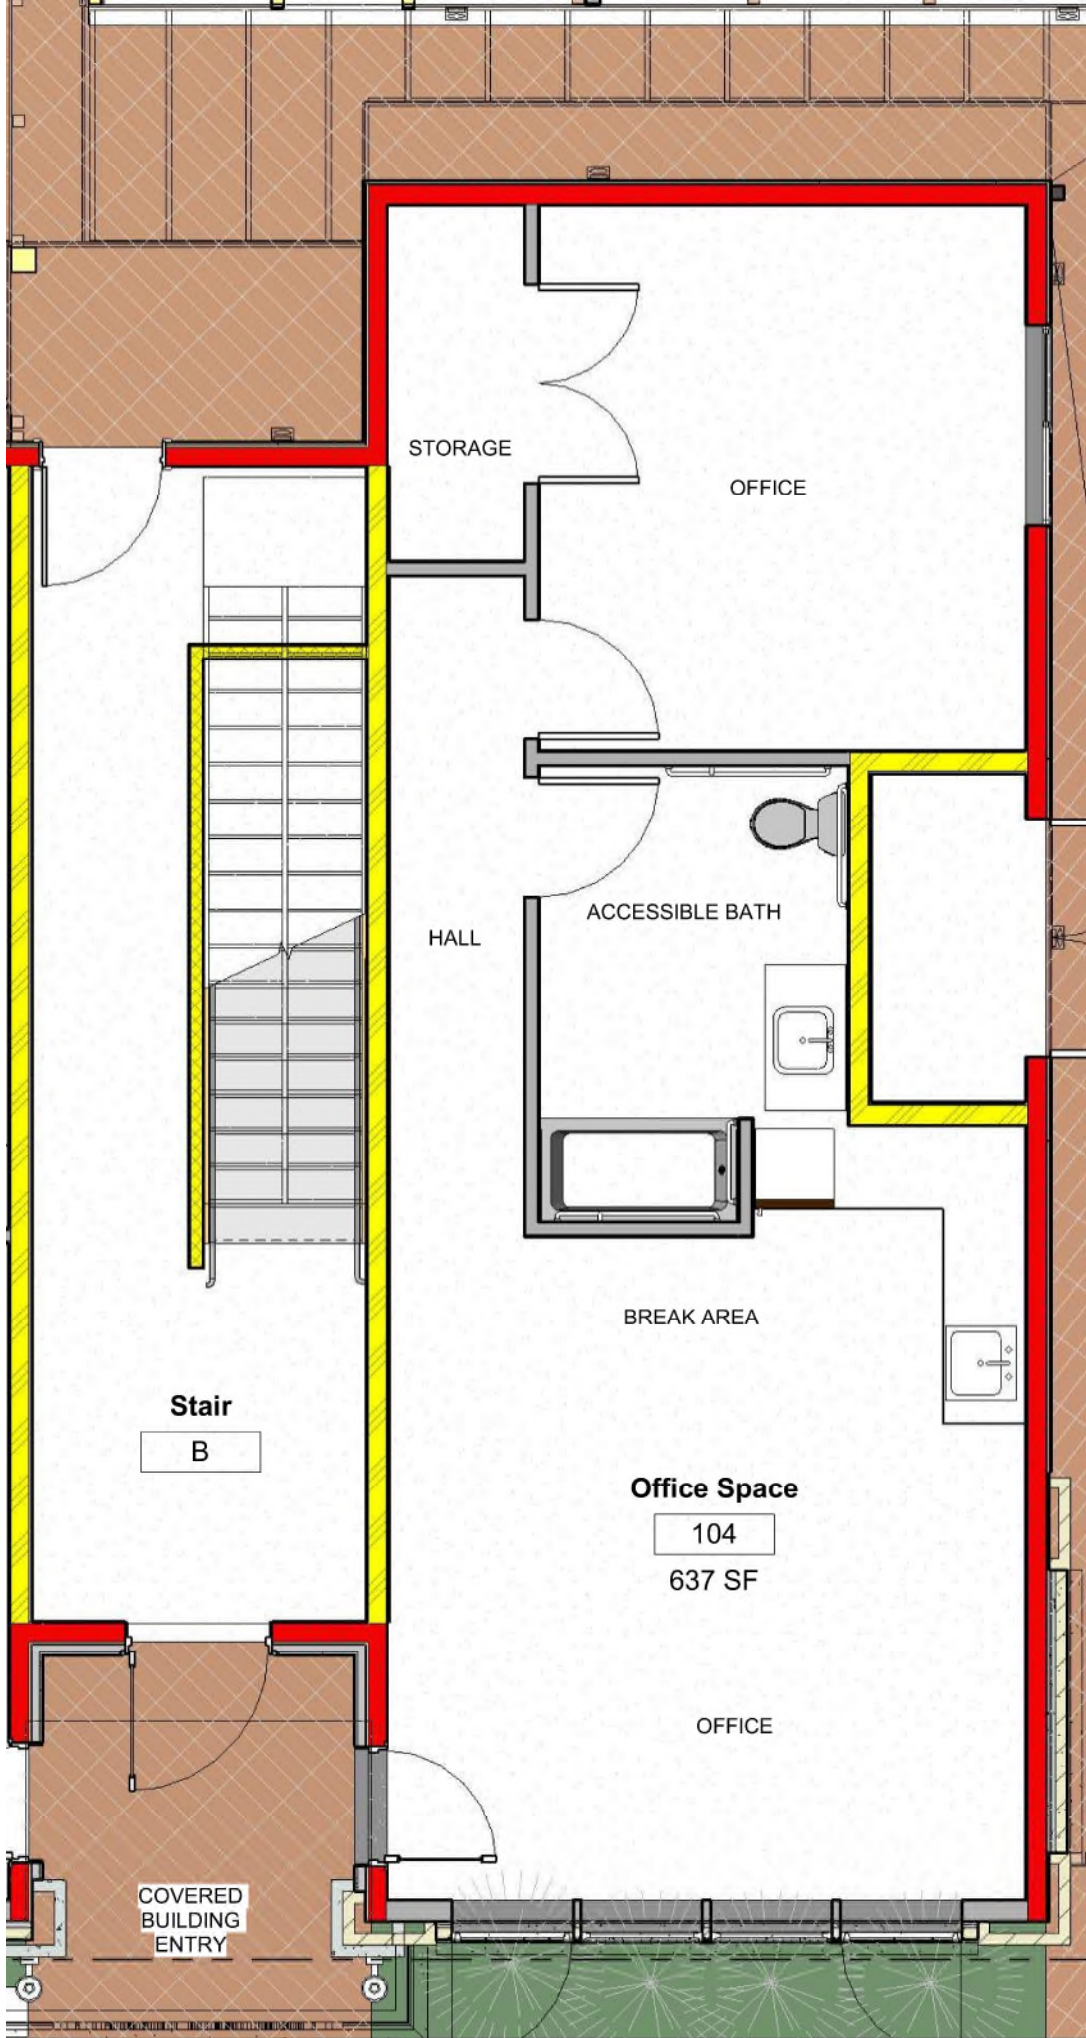 STORAGE
OFFICE
ACCESSIBLE BATH
HALL
BREAK AREA
Stair
B
Office Space
104
637 SF
OFFICE
COVERED
BUILDING
ENTRY